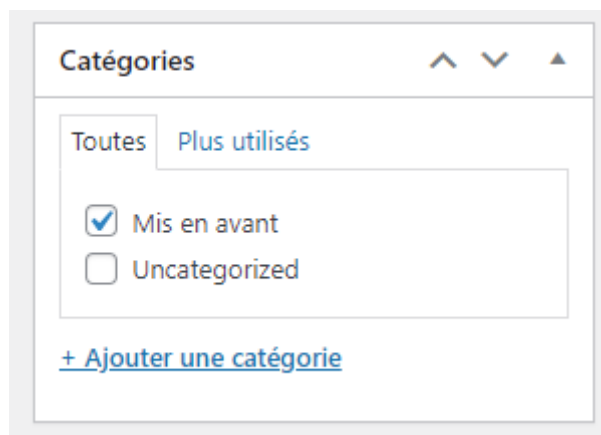 Catégories
Toutes Plus utilisés
Mis en avant
Uncategorized
+ Ajouter une catégorie